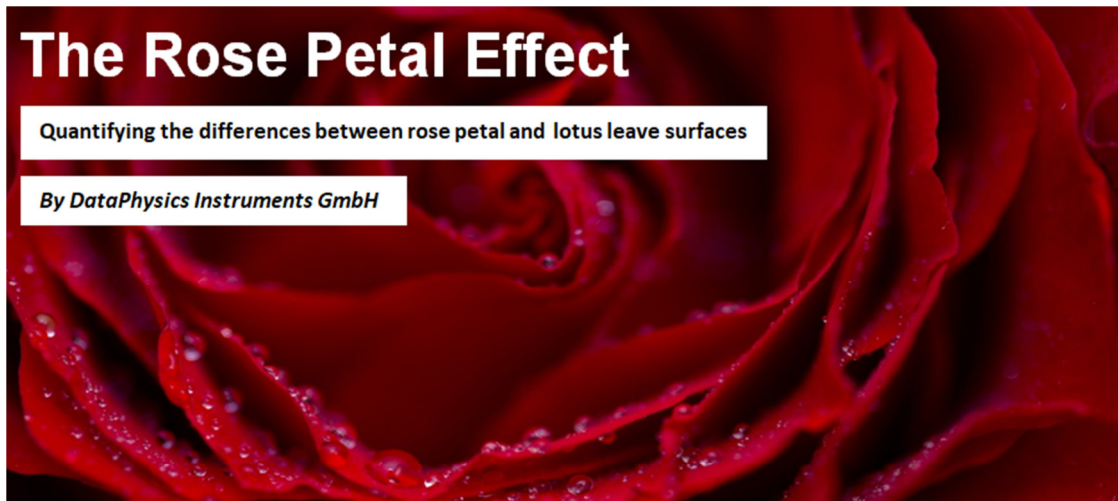 The Rose Petal Effect
Quantifying the differences between rose petal and lotus leave surfaces
By DataPhysics Instruments GmbH